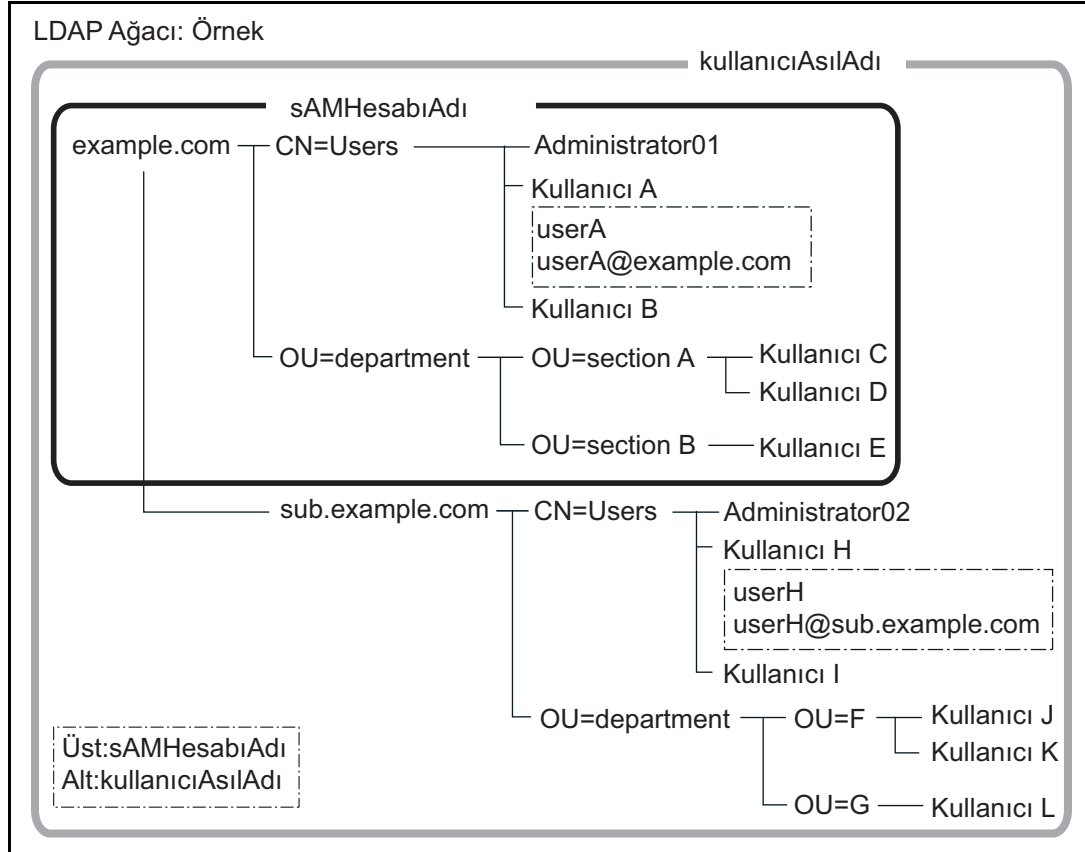 LDAP Ağacı: Örnek
kullanıcıAsılAdı
sAMHesabıAdı
example.com
CN=Users
Administrator01
Kullanıcı A
userA
userA@example.com
Kullanıcı B
OU=department
OU=section A
Kullanıcı C
Kullanıcı D
OU=section B
Kullanıcı E
sub.example.com
CN=Users
Administrator02
Kullanıcı H
userH
userH@sub.example.com
Kullanıcı I
OU=department
OU=F
Kullanıcı J
Kullanıcı K
OU=G
Kullanıcı L
Üst:sAMHesabıAdı
Alt:kullanıcıAsılAdı